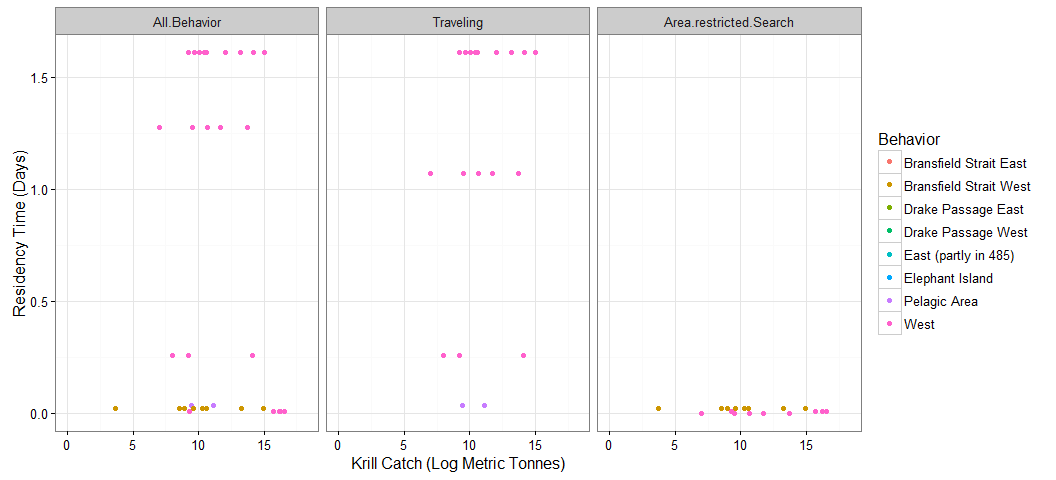 All.Behavior
Traveling
Area.restricted.Search
Residency Time (Days)
1.5
1.0
0.5
0.0
0 5 10 15
0 5 10 15
0 5 10 15
Krill Catch (Log Metric Tonnes)
Behavior
Bransfield Strait East
Bransfield Strait West
Drake Passage East
Drake Passage West
East (partly in 485)
Elephant Island
Pelagic Area
West